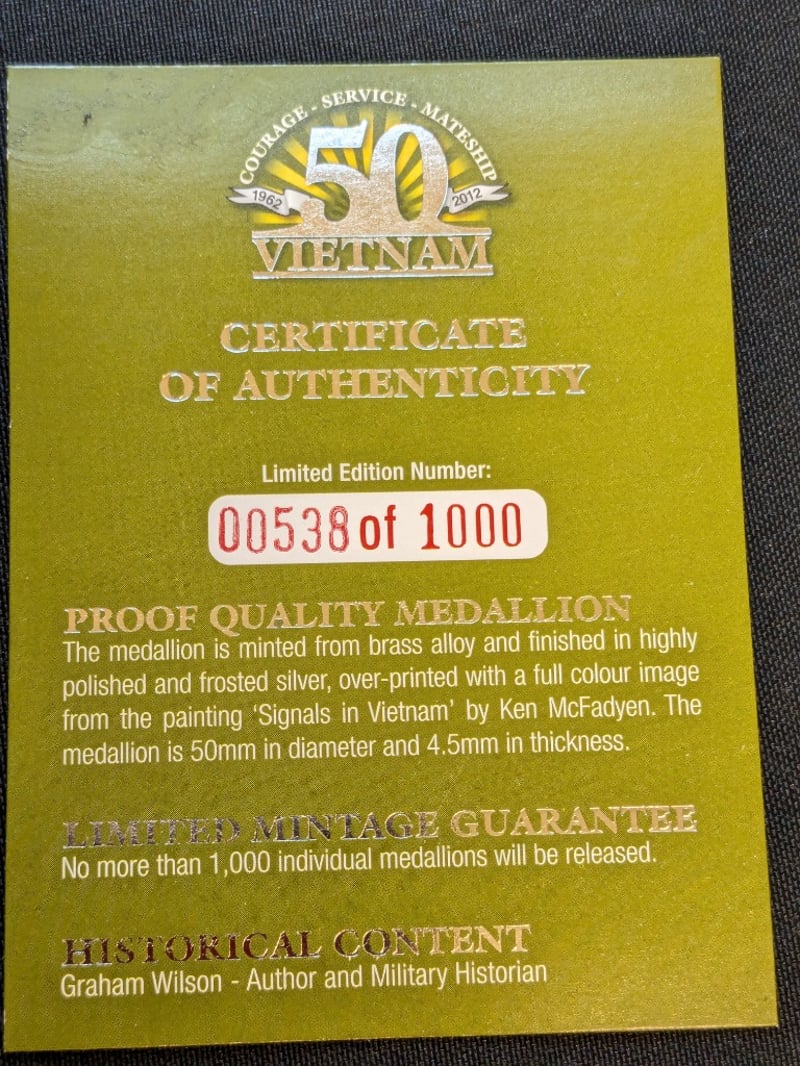 COURAGE - SERVICE - MATESHIP
50
1962 2012
VIETNAM
CERTIFICATE
OF AUTHENTICITY
Limited Edition Number:
00538 of 1000
PROOF QUALITY MEDALLION
The medallion is minted from brass alloy and finished in highly
polished and frosted silver, over-printed with a full colour image
from the painting ‘Signals in Vietnam’ by Ken McFadyen. The
medallion is 50mm in diameter and 4.5mm in thickness.
LIMITED MINTAGE GUARANTEE
No more than 1,000 individual medallions will be released.
HISTORICAL CONTENT
Graham Wilson - Author and Military Historian